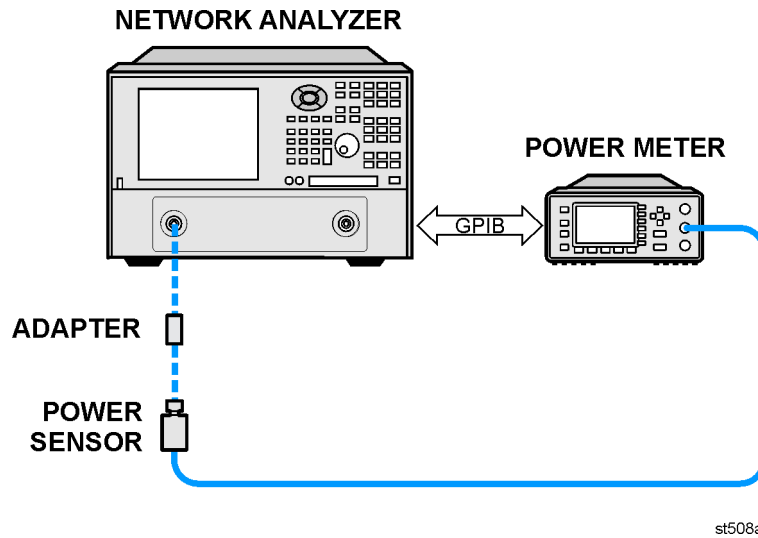 NETWORK ANALYZER
POWER METER
GPIB
ADAPTER
POWER
SENSOR
st508a